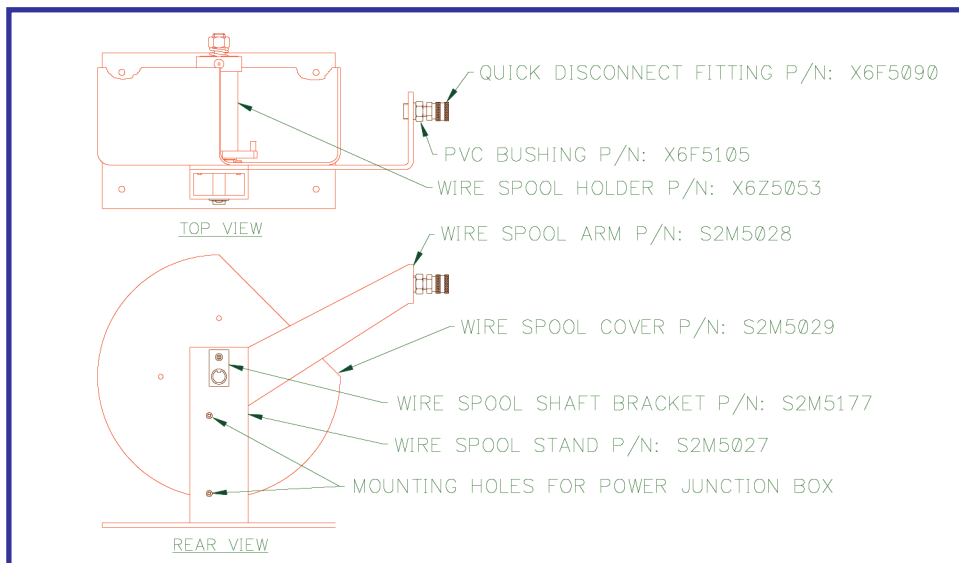 QUICK DISCONNECT FITTING P/N: X6F5090
PVC BUSHING P/N: X6F5105
WIRE SPOOL HOLDER P/N: X6Z5053
TOP VIEW
WIRE SPOOL ARM P/N: S2M5028
WIRE SPOOL COVER P/N: S2M5029
WIRE SPOOL SHAFT BRACKET P/N: S2M5177
WIRE SPOOL STAND P/N: S2M5027
MOUNTING HOLES FOR POWER JUNCTION BOX
REAR VIEW